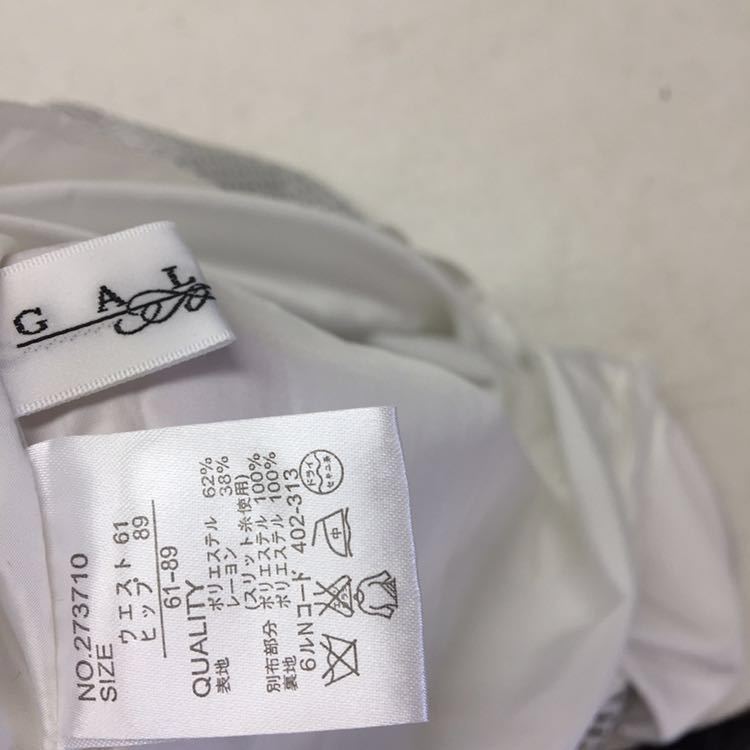 G A L
NO.273710
SIZE
ウエスト 61
ヒップ 89
61-89
QUALITY
表地 ポリエステル 62%
レーヨン 38%
(スリット糸使用)
別布部分 ポリエステル 100%
裏地 ポリエステル 100%
6ルNコード 402-313
ドライ
セキユ系
中